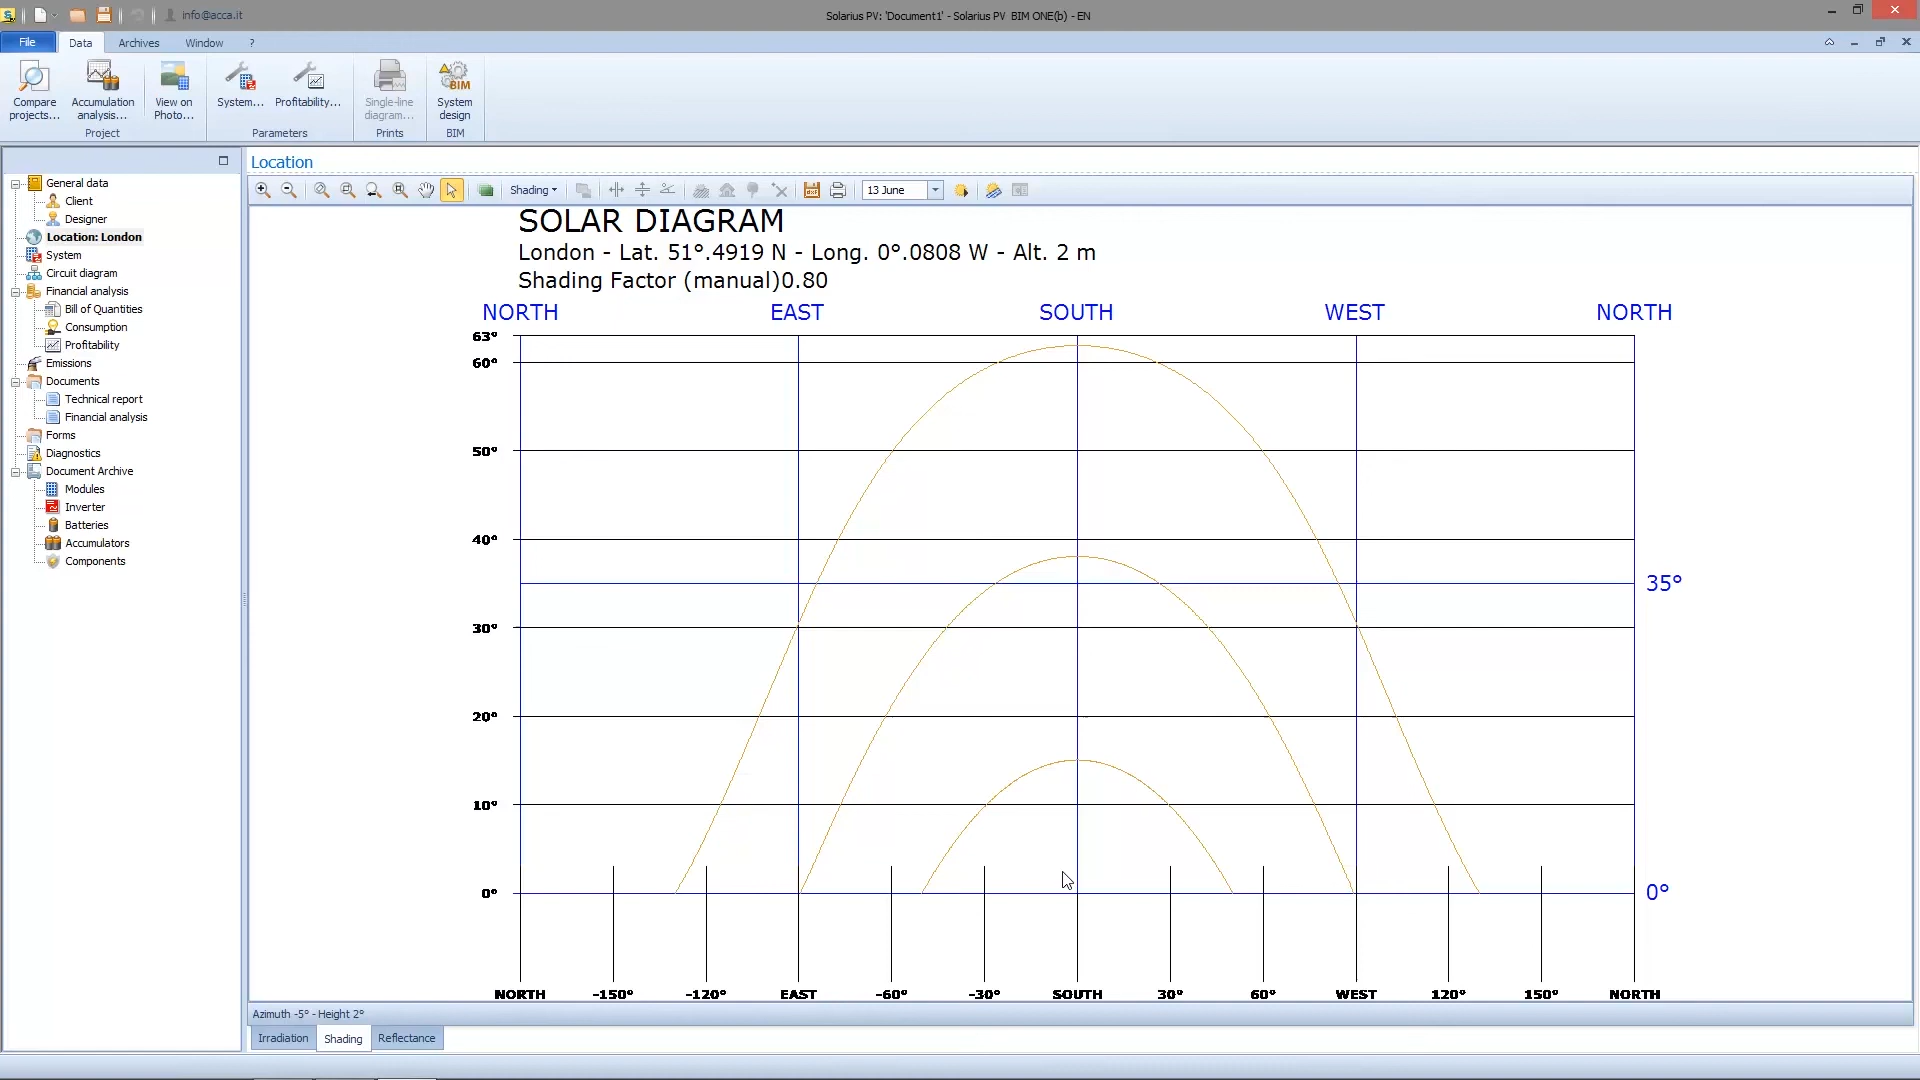 info@acca.it
Solarius PV: 'Document1' - Solarius PV BIM ONE(b) - EN
File Data Archives Window ?
Compare projects...
Accumulation analysis...
View on Photo...
System...
Profitability...
Single-line diagram...
System design
BIM
Project
Parameters
Prints
BIM
General data
Client
Designer
Location: London
System
Circuit diagram
Financial analysis
Bill of Quantities
Consumption
Profitability
Emissions
Documents
Technical report
Financial analysis
Forms
Diagnostics
Document Archive
Modules
Inverter
Batteries
Accumulators
Components
Location
Shading
13 June
SOLAR DIAGRAM
London - Lat. 51°.4919 N - Long. 0°.0808 W - Alt. 2 m
Shading Factor (manual)0.80
NORTH EAST SOUTH WEST NORTH
63°
60°
50°
40°
35°
30°
20°
10°
0° 0°
NORTH -150° -120° EAST -60° -30° SOUTH 30° 60° WEST 120° 150° NORTH
Azimuth -5° - Height 2°
Irradiation Shading Reflectance